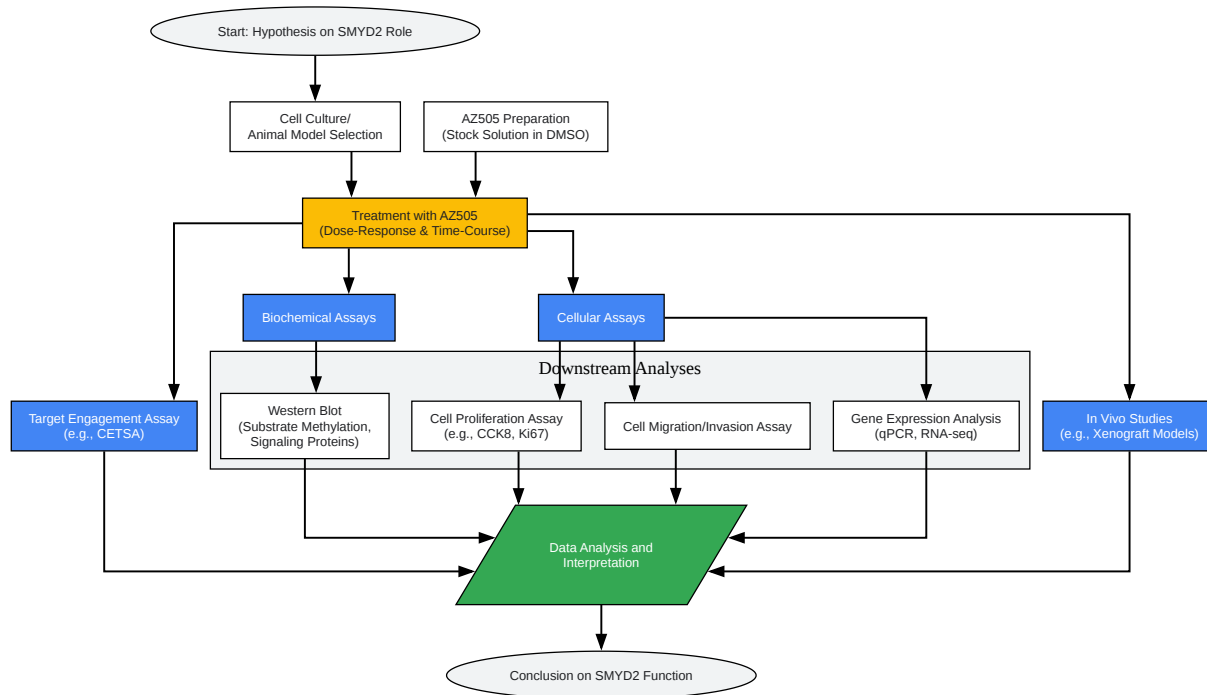 Start: Hypothesis on SMYD2 Role
Cell Culture/
Animal Model Selection
AZ505 Preparation
(Stock Solution in DMSO)
Treatment with AZ505
(Dose-Response & Time-Course)
Biochemical Assays
Cellular Assays
Downstream Analyses
Target Engagement Assay
(e.g., CETSA)
Western Blot
(Substrate Methylation,
Signaling Proteins)
Cell Proliferation Assay
(e.g., CCK8, Ki67)
Cell Migration/Invasion Assay
Gene Expression Analysis
(qPCR, RNA-seq)
In Vivo Studies
(e.g., Xenograft Models)
Data Analysis and
Interpretation
Conclusion on SMYD2 Function